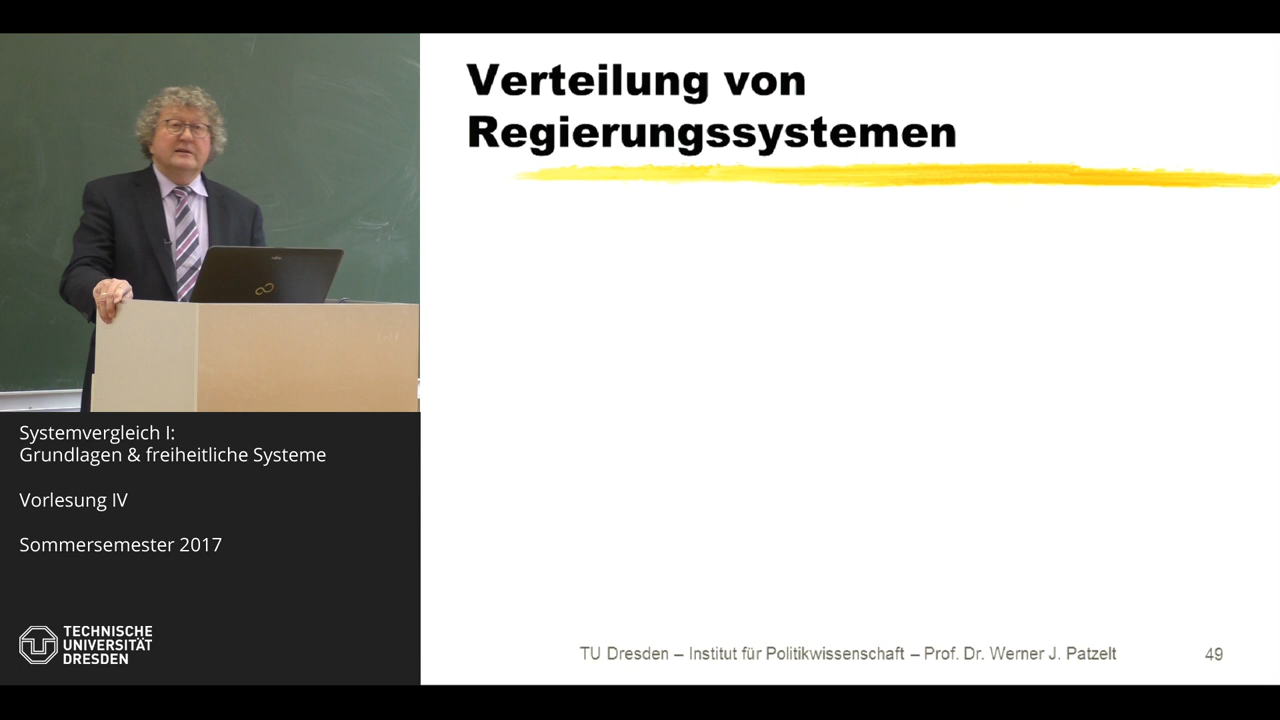 Verteilung von
Regierungssystemen
Systemvergleich I:
Grundlagen & freiheitliche Systeme
Vorlesung IV
Sommersemester 2017
TECHNISCHE
UNIVERSITÄT
DRESDEN
TU Dresden – Institut für Politikwissenschaft – Prof. Dr. Werner J. Patzelt
49